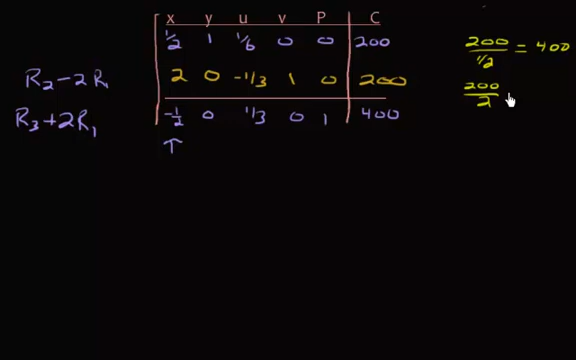 x y u v P C
1/2 1 1/6 0 0 200
200/(1/2) = 400
R2 - 2R1 2 0 -1/3 1 0 200
200/2
R3 + 2R1 -1/2 0 1/3 0 1 400
↑